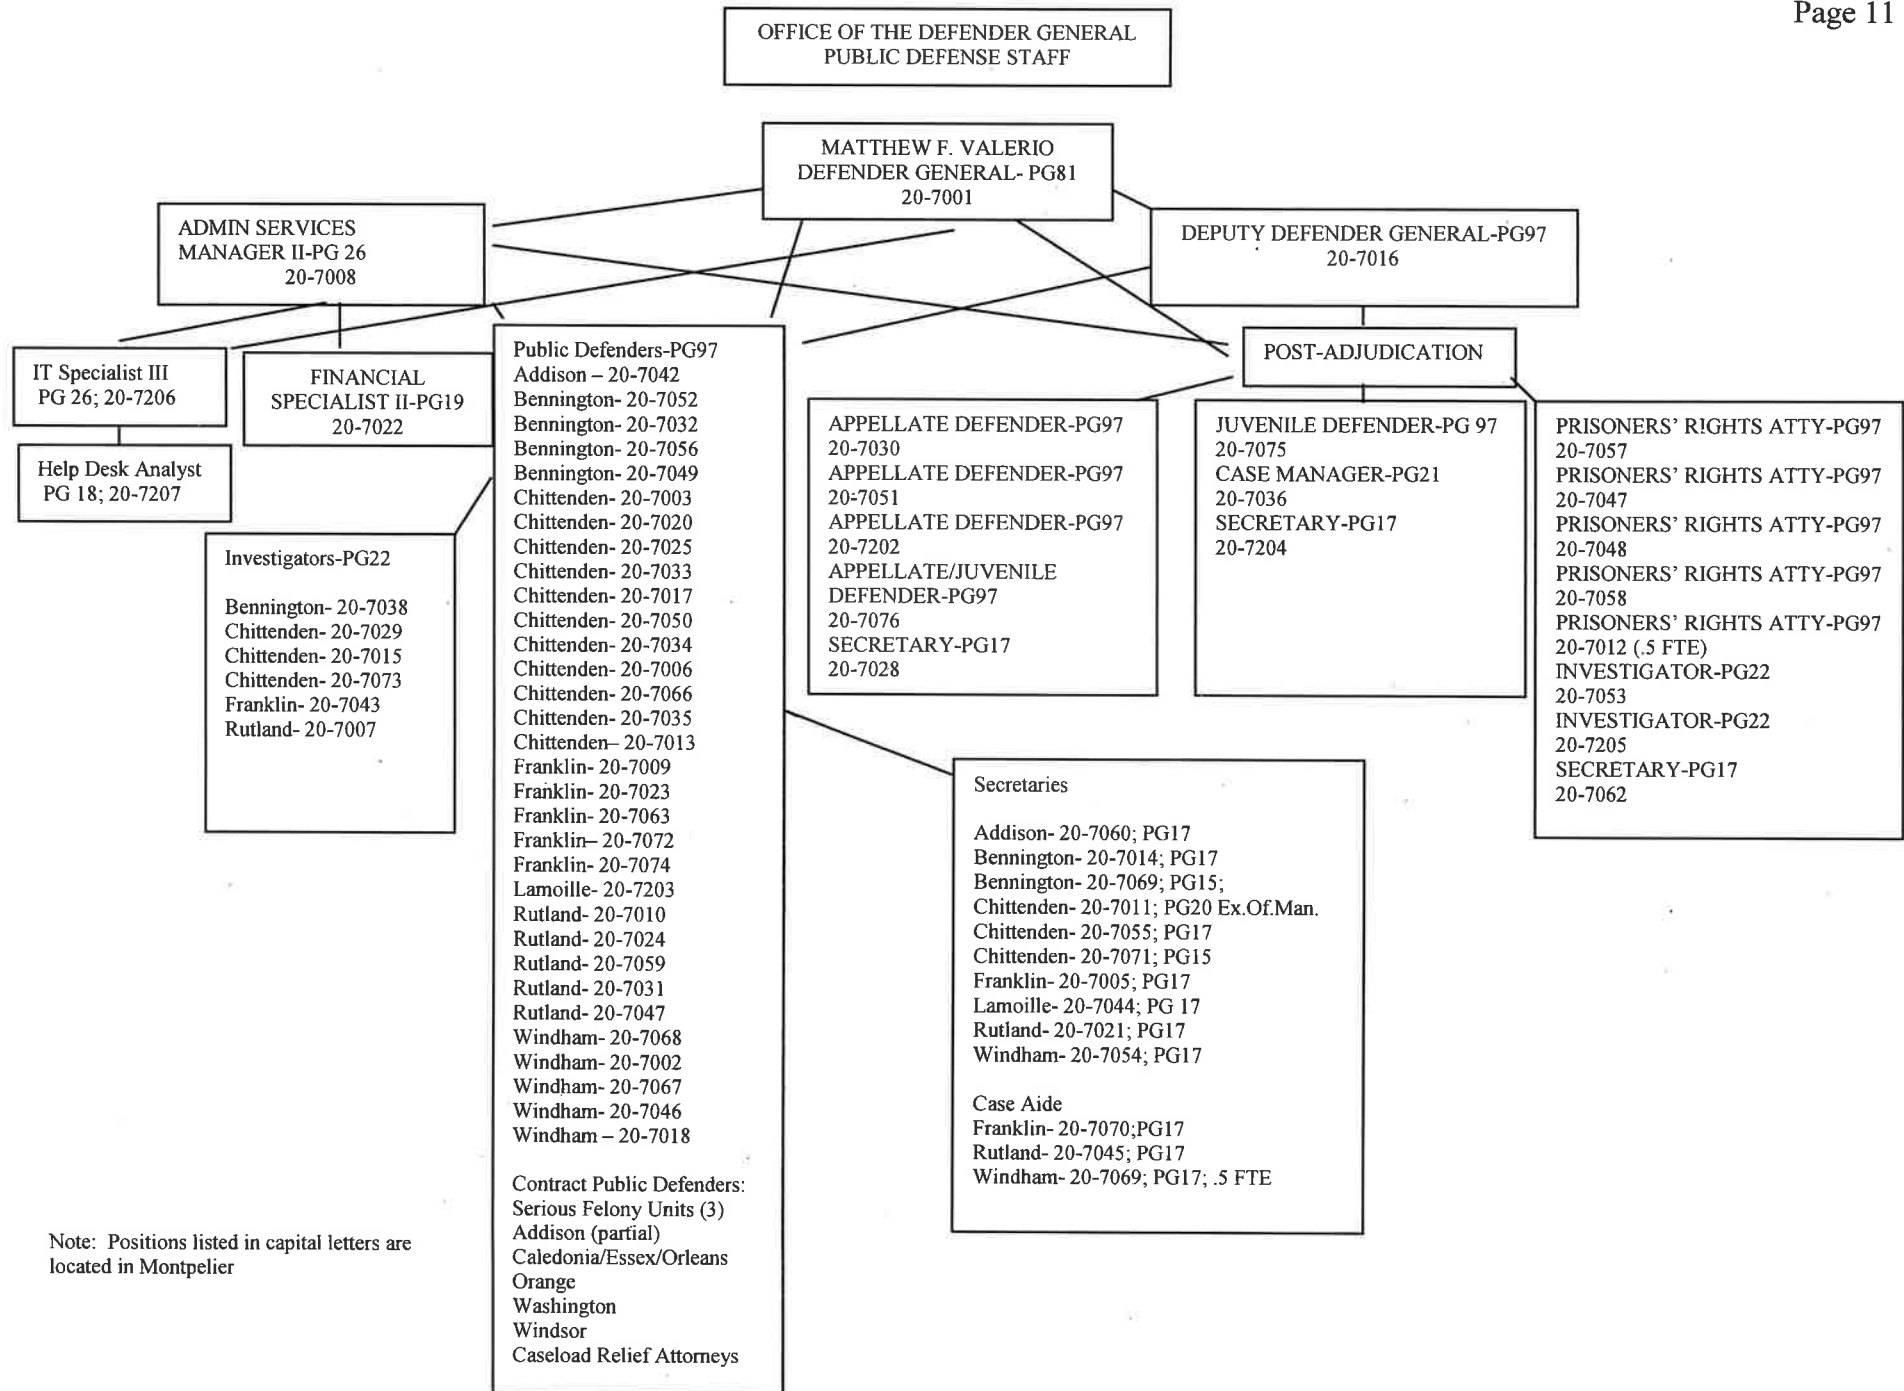 Page 11
OFFICE OF THE DEFENDER GENERAL
PUBLIC DEFENSE STAFF
MATTHEW F. VALERIO
DEFENDER GENERAL- PG81
20-7001
ADMIN SERVICES
MANAGER II-PG 26
20-7008
DEPUTY DEFENDER GENERAL-PG97
20-7016
IT Specialist III
PG 26; 20-7206
Help Desk Analyst
PG 18; 20-7207
FINANCIAL
SPECIALIST II-PG19
20-7022
Investigators-PG22
Bennington- 20-7038
Chittenden- 20-7029
Chittenden- 20-7015
Chittenden- 20-7073
Franklin- 20-7043
Rutland- 20-7007
Public Defenders-PG97
Addison – 20-7042
Bennington- 20-7052
Bennington- 20-7032
Bennington- 20-7056
Bennington- 20-7049
Chittenden- 20-7003
Chittenden- 20-7020
Chittenden- 20-7025
Chittenden- 20-7033
Chittenden- 20-7017
Chittenden- 20-7050
Chittenden- 20-7034
Chittenden- 20-7006
Chittenden- 20-7066
Chittenden- 20-7035
Chittenden– 20-7013
Franklin- 20-7009
Franklin- 20-7023
Franklin- 20-7063
Franklin– 20-7072
Franklin- 20-7074
Lamoille- 20-7203
Rutland- 20-7010
Rutland- 20-7024
Rutland- 20-7059
Rutland- 20-7031
Rutland- 20-7047
Windham- 20-7068
Windham- 20-7002
Windham- 20-7067
Windham- 20-7046
Windham – 20-7018
Contract Public Defenders:
Serious Felony Units (3)
Addison (partial)
Caledonia/Essex/Orleans
Orange
Washington
Windsor
Caseload Relief Attorneys
POST-ADJUDICATION
APPELLATE DEFENDER-PG97
20-7030
APPELLATE DEFENDER-PG97
20-7051
APPELLATE DEFENDER-PG97
20-7202
APPELLATE/JUVENILE
DEFENDER-PG97
20-7076
SECRETARY-PG17
20-7028
JUVENILE DEFENDER-PG 97
20-7075
CASE MANAGER-PG21
20-7036
SECRETARY-PG17
20-7204
PRISONERS' RIGHTS ATTY-PG97
20-7057
PRISONERS' RIGHTS ATTY-PG97
20-7047
PRISONERS' RIGHTS ATTY-PG97
20-7048
PRISONERS' RIGHTS ATTY-PG97
20-7058
PRISONERS' RIGHTS ATTY-PG97
20-7012 (.5 FTE)
INVESTIGATOR-PG22
20-7053
INVESTIGATOR-PG22
20-7205
SECRETARY-PG17
20-7062
Secretaries
Addison- 20-7060; PG17
Bennington- 20-7014; PG17
Bennington- 20-7069; PG15;
Chittenden- 20-7011; PG20 Ex.Of.Man.
Chittenden- 20-7055; PG17
Chittenden- 20-7071; PG15
Franklin- 20-7005; PG17
Lamoille- 20-7044; PG 17
Rutland- 20-7021; PG17
Windham- 20-7054; PG17
Case Aide
Franklin- 20-7070;PG17
Rutland- 20-7045; PG17
Windham- 20-7069; PG17; .5 FTE
Note: Positions listed in capital letters are
located in Montpelier